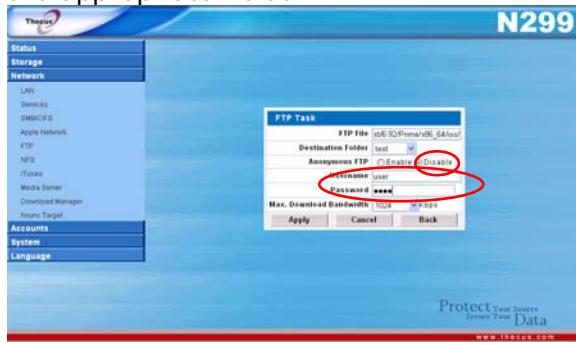 Thecus
N299
Status
Storage
Network
LAN
Services
SMB/CIFS
Apple Network
FTP
NFS
iTunes
Media Server
Download Manager
Nsync Target
Accounts
System
Language
FTP Task
FTP File
st/6.92/Prime/x86_64/iso/
Destination Folder test
Anonymous FTP Enable Disable
Username user
Password ●●●●
Max. Download Bandwidth 1024 Kbps
Apply Cancel Back
Protect Your Source
Secure Your Data
www.thecus.com